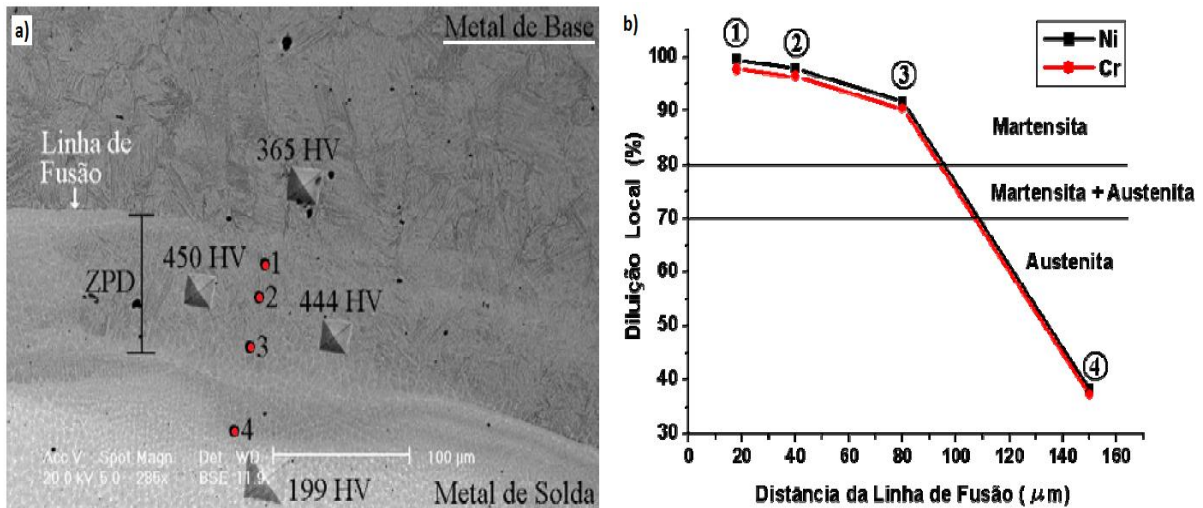 a)
Metal de Base
Linha de
Fusão
365 HV
ZPD
450 HV
1
2
444 HV
3
4
Acc V Spot Magn Det WD
20.0 kV 6.0 286x BSE 11.9
100 µm
199 HV
Metal de Solda
b)
Diluição Local (%)
100
90
80
70
60
50
40
30
1
2
3
4
Ni
Cr
Martensita
Martensita + Austenita
Austenita
0 20 40 60 80 100 120 140 160
Distância da Linha de Fusão ( µm)